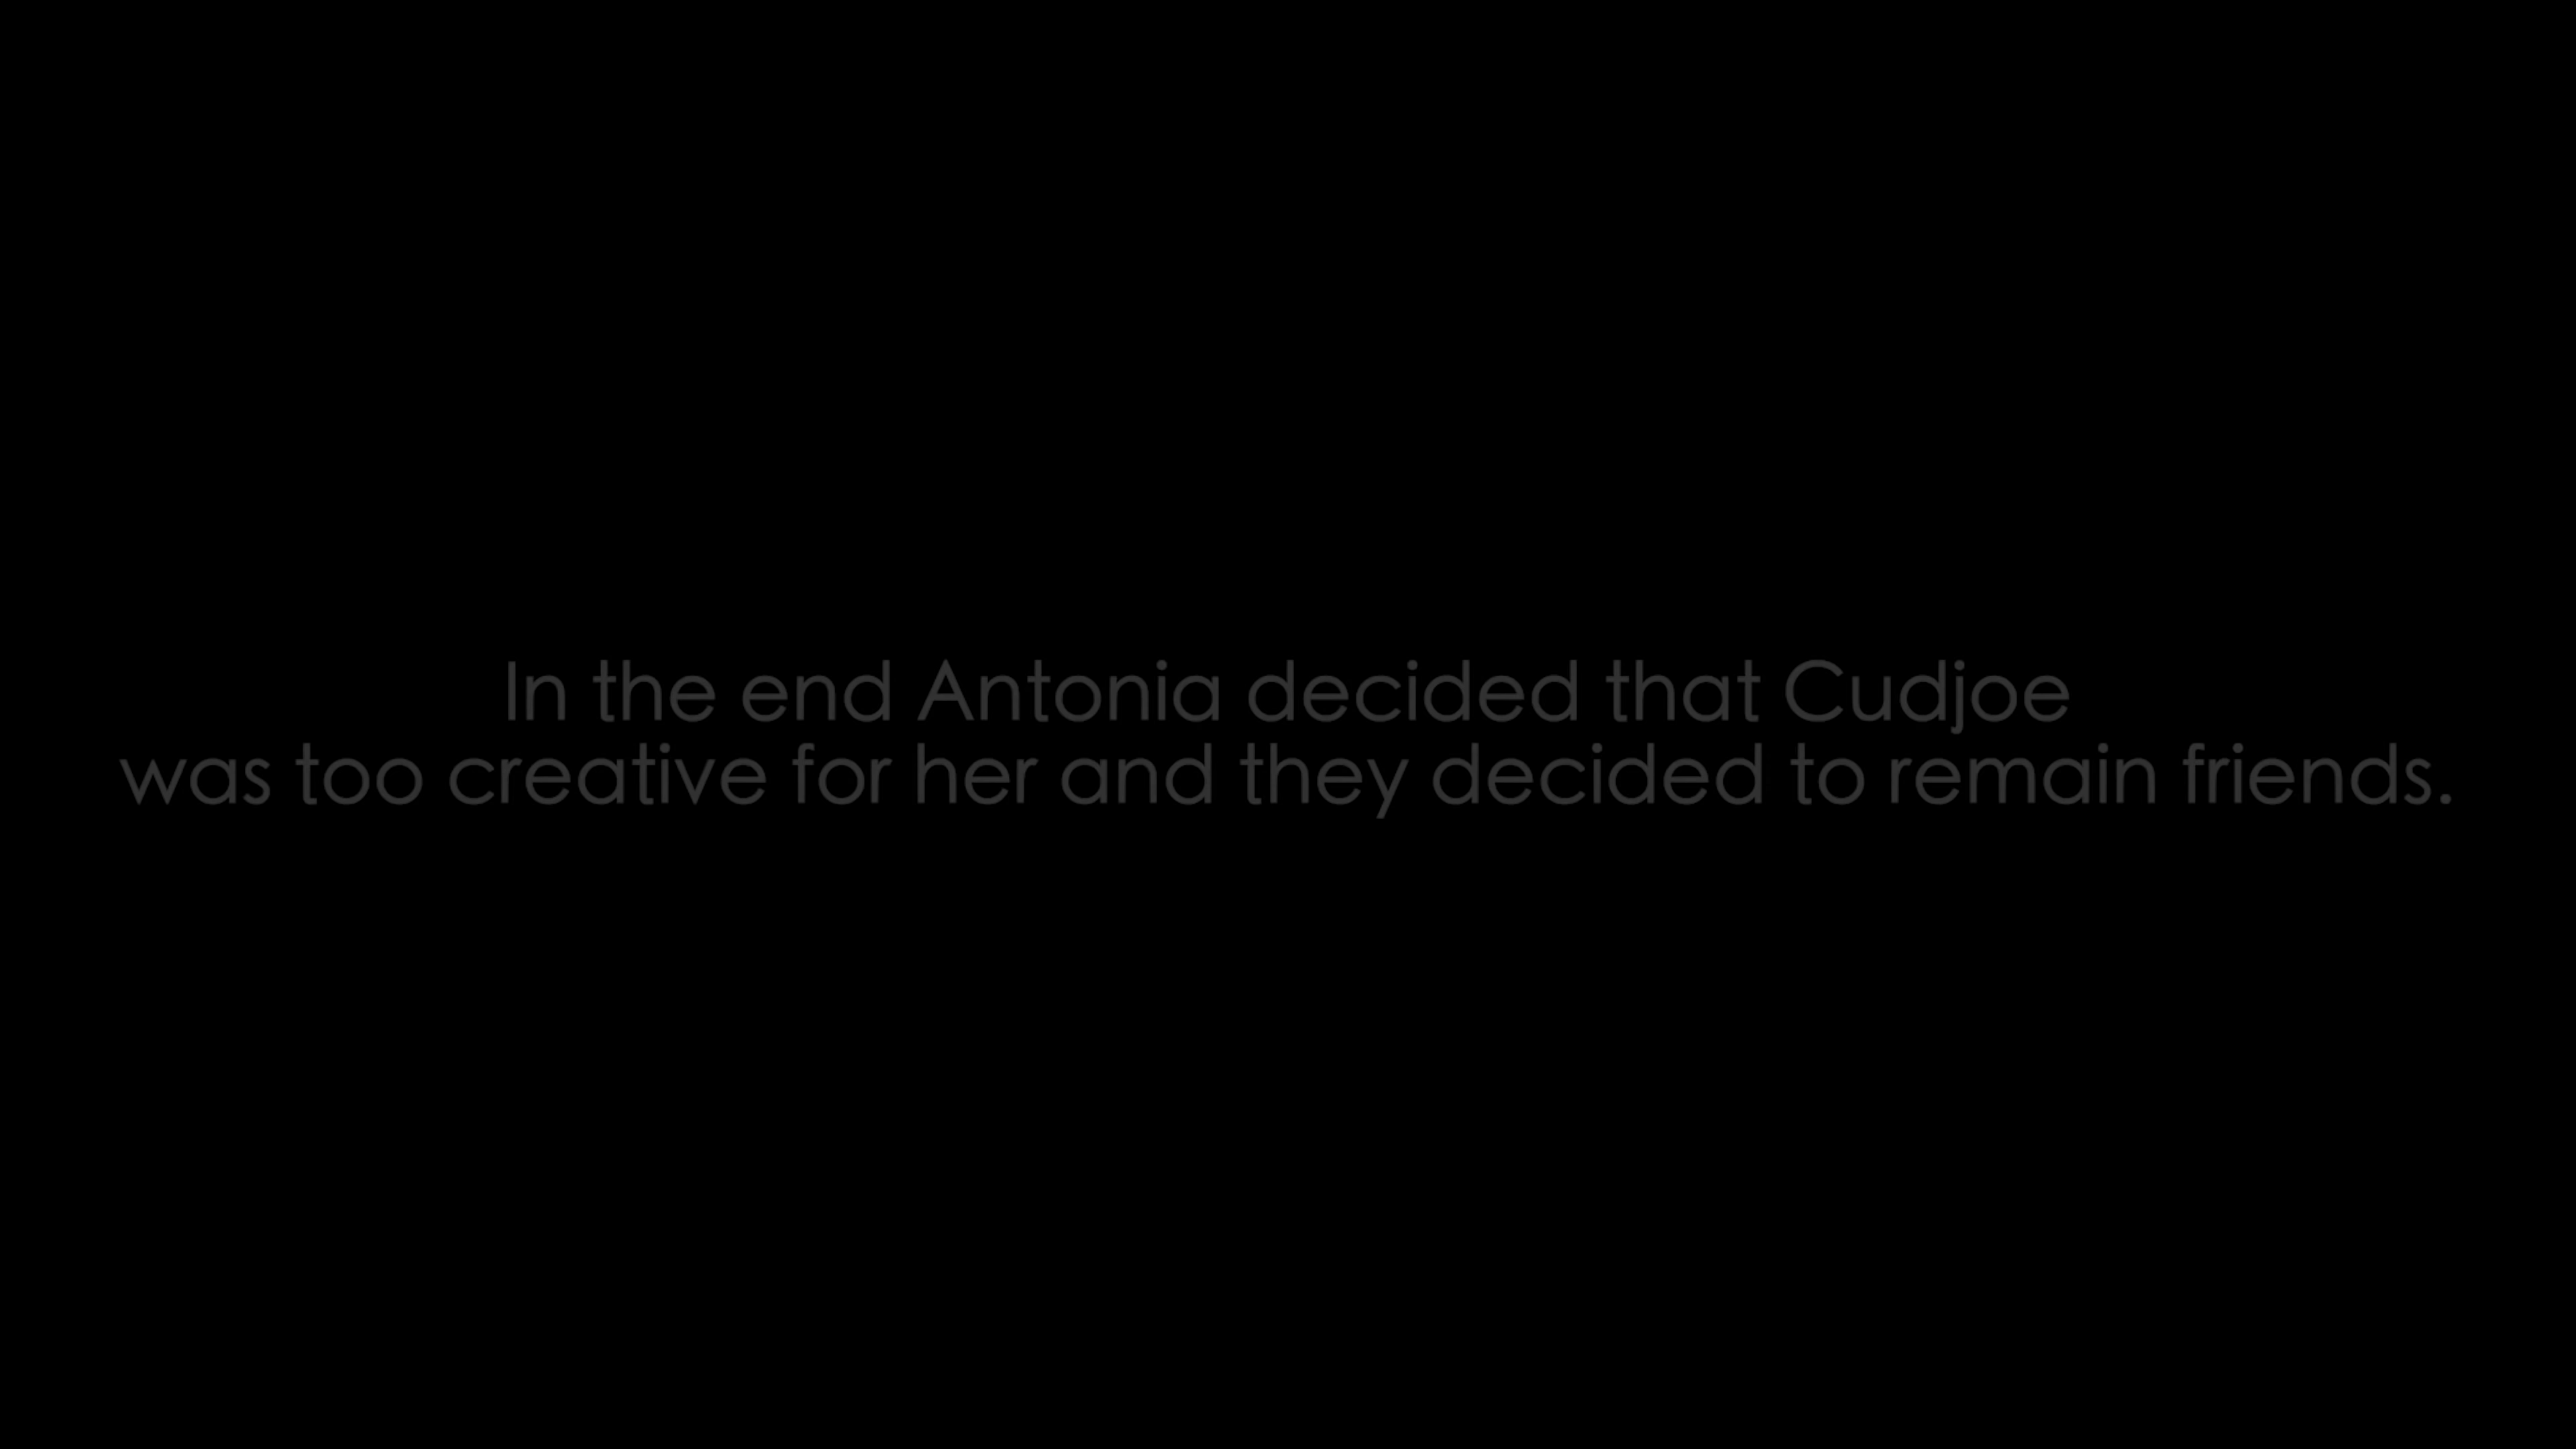 In the end Antonia decided that Cudjoe
was too creative for her and they decided to remain friends.